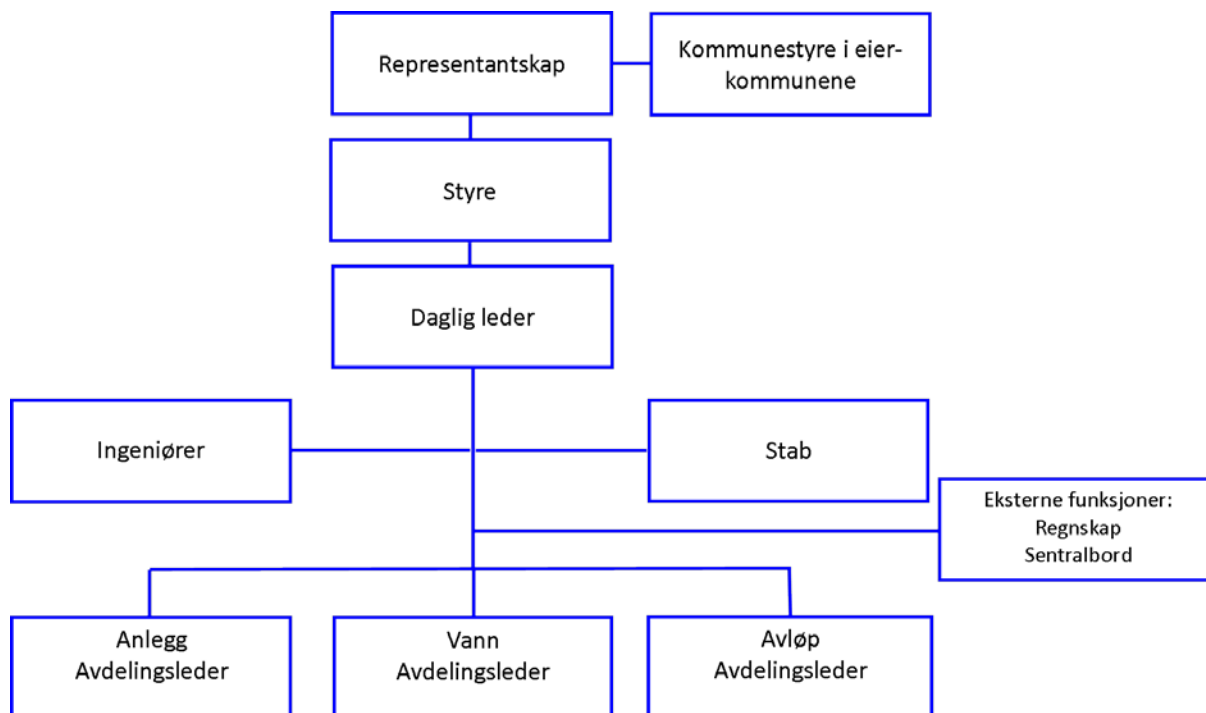 Representantskap
Kommunestyre i eier-
kommunene
Styre
Daglig leder
Ingeniører
Stab
Eksterne funksjoner:
Regnskap
Sentralbord
Anlegg
Avdelingsleder
Vann
Avdelingsleder
Avløp
Avdelingsleder